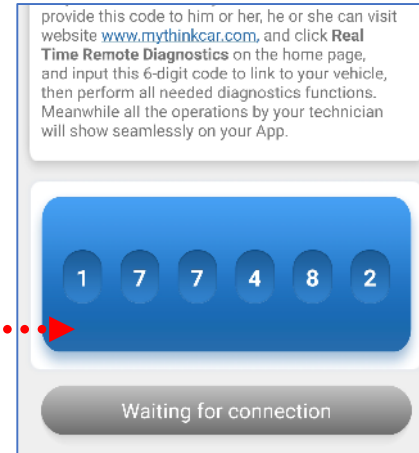 provide this code to him or her, he or she can visit
website www.mythinkcar.com, and click Real
Time Remote Diagnostics on the home page,
and input this 6-digit code to link to your vehicle,
then perform all needed diagnostics functions.
Meanwhile all the operations by your technician
will show seamlessly on your App.
1 7 7 4 8 2
Waiting for connection